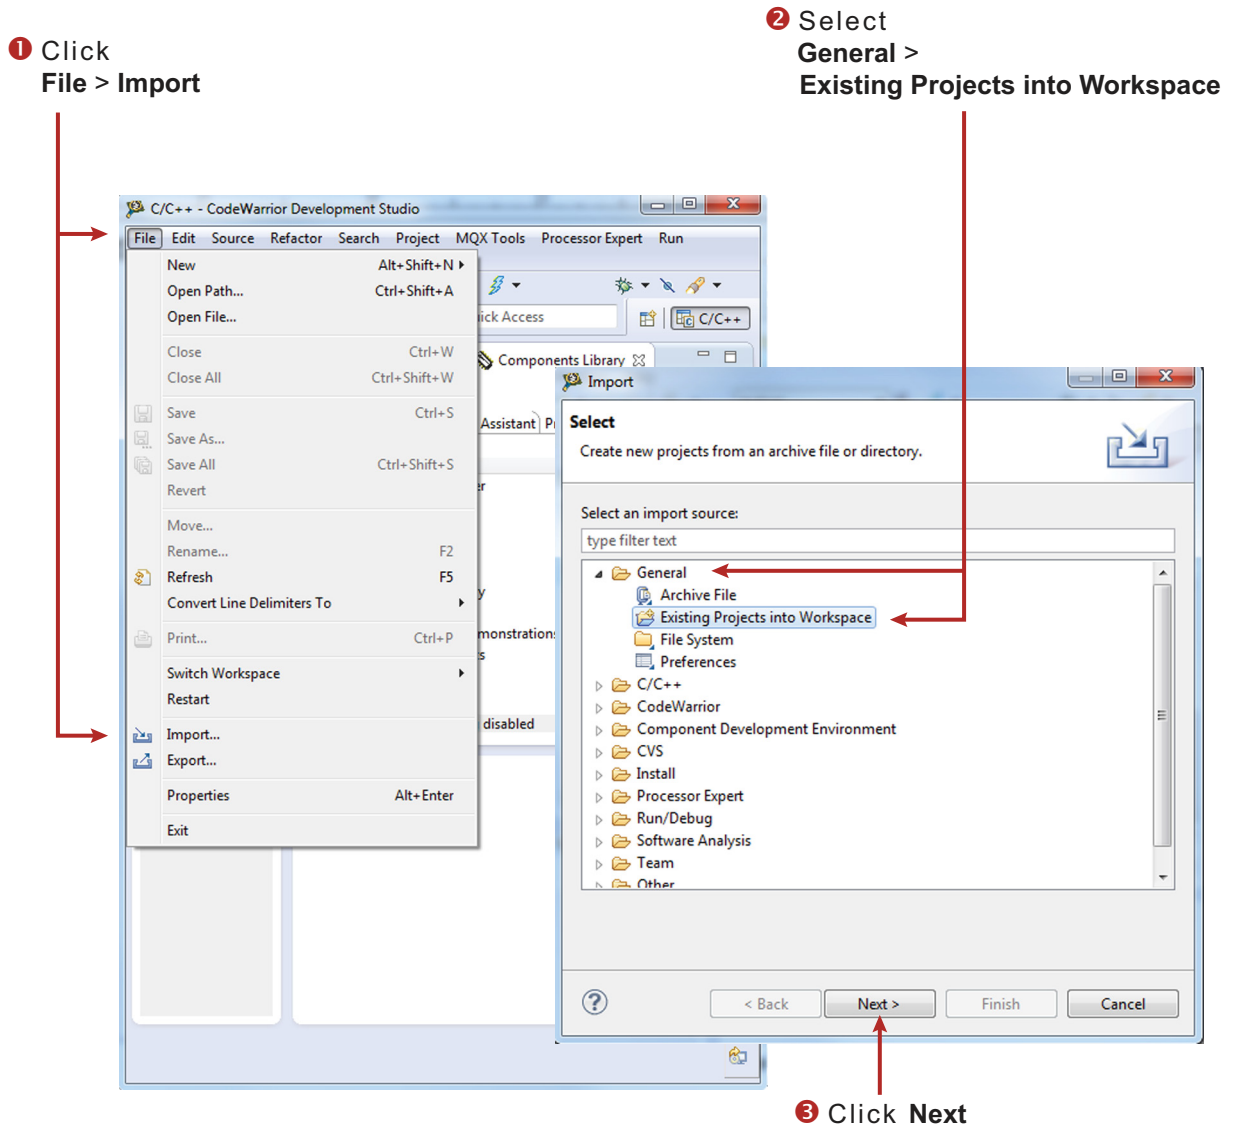 1 Click
File > Import
2 Select
General >
Existing Projects into Workspace
C/C++ - CodeWarrior Development Studio
File Edit Source Refactor Search Project MQX Tools Processor Expert Run
New Alt+Shift+N
Open Path... Ctrl+Shift+A
Open File...
Close Ctrl+W
Close All Ctrl+Shift+W
Save Ctrl+S
Save As...
Save All Ctrl+Shift+S
Revert
Move...
Rename... F2
Refresh F5
Convert Line Delimiters To
Print... Ctrl+P
Switch Workspace
Restart
Import...
Export...
Properties Alt+Enter
Exit
ick Access
C/C++
Components Library
Assistant
er
y
monstrations
s
disabled
Import
Select
Create new projects from an archive file or directory.
Select an import source:
type filter text
General
Archive File
Existing Projects into Workspace
File System
Preferences
C/C++
CodeWarrior
Component Development Environment
CVS
Install
Processor Expert
Run/Debug
Software Analysis
Team
Other
? < Back Next > Finish Cancel
3 Click Next